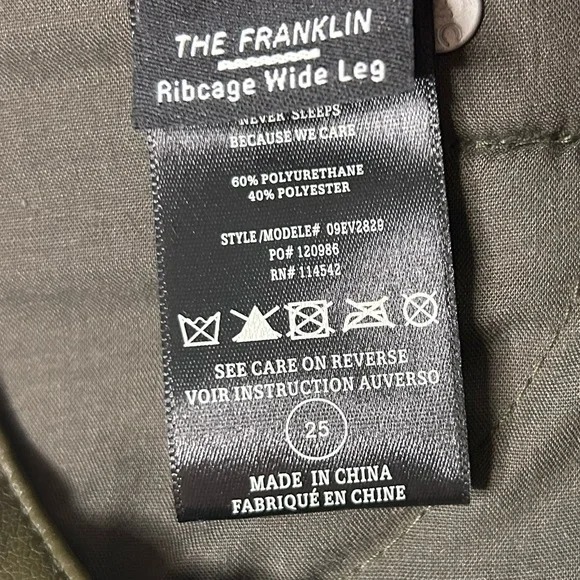 THE FRANKLIN
Ribcage Wide Leg
NEVER SLEEPS
BECAUSE WE CARE
60% POLYURETHANE
40% POLYESTER
STYLE/MODELE# 09EV2829
PO# 120986
RN# 114542
SEE CARE ON REVERSE
VOIR INSTRUCTION AUVERSO
25
MADE IN CHINA
FABRIQUÉ EN CHINE